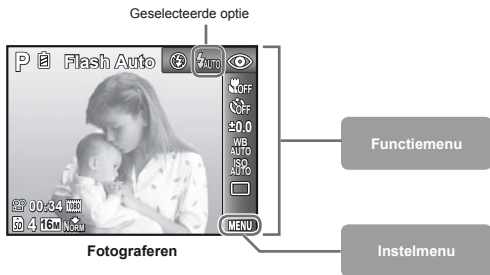 Geselecteerde optie
P Flash Auto AUTO
OFF
OFF
±0.0
WB
AUTO
ISO
AUTO
00:34 1080
SD 4 16M NORM
MENU
Functiemenu
Fotograferen
Instelmenu